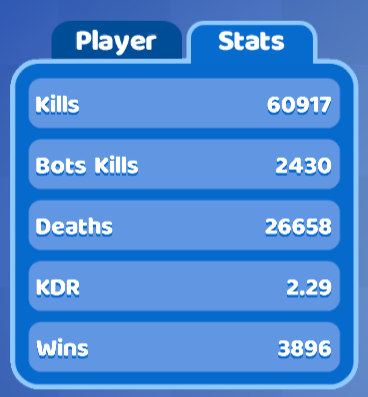 Player Stats
Kills 60917
Bots Kills 2430
Deaths 26658
KDR 2.29
Wins 3896